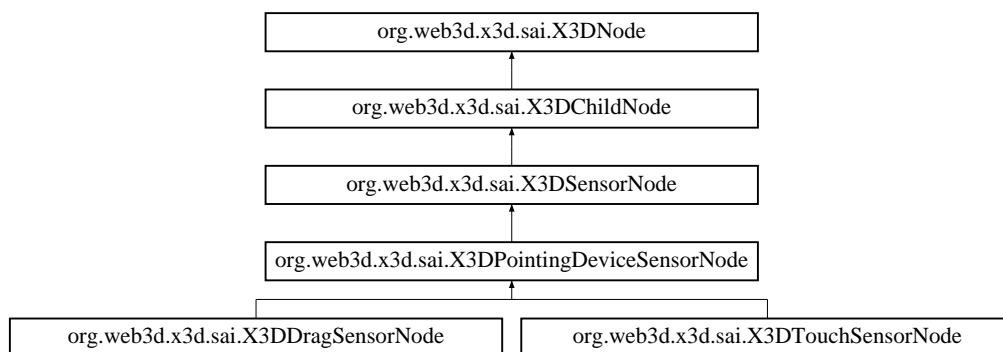 org.web3d.x3d.sai.X3DNode
org.web3d.x3d.sai.X3DChildNode
org.web3d.x3d.sai.X3DSensorNode
org.web3d.x3d.sai.X3DPointingDeviceSensorNode
org.web3d.x3d.sai.X3DDragSensorNode
org.web3d.x3d.sai.X3DTouchSensorNode